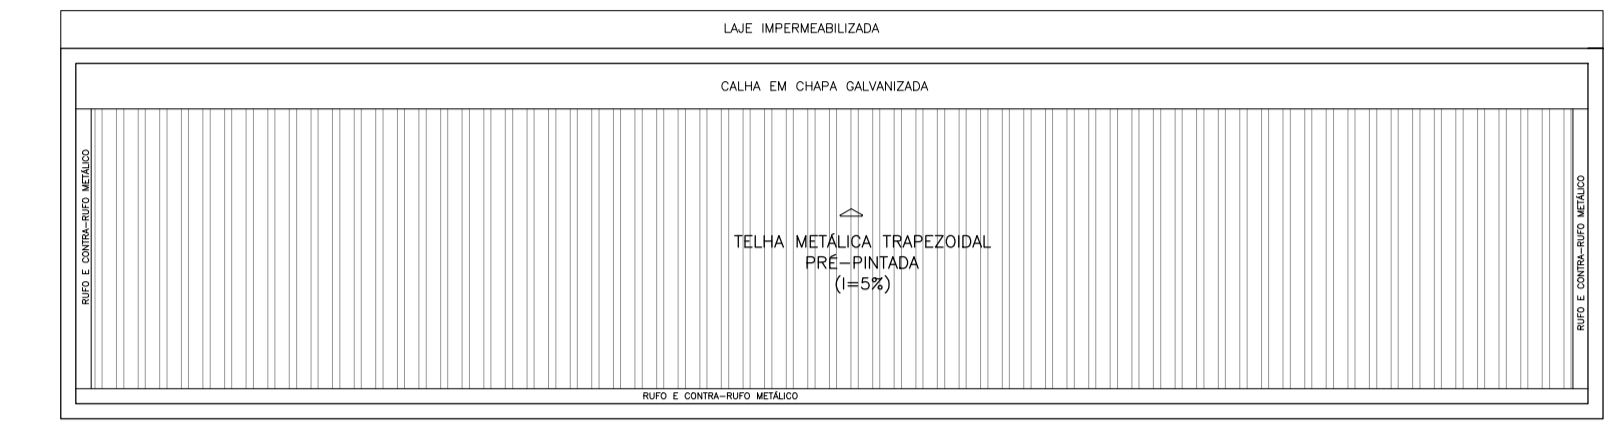 LAJE IMPERMEABILIZADA
CALHA EM CHAPA GALVANIZADA
RUFO E CONTRA-RUFO METÁLICO
TELHA METÁLICA TRAPEZOIDAL
PRÉ-PINTADA
(I=5%)
RUFO E CONTRA-RUFO METÁLICO
RUFO E CONTRA-RUFO METÁLICO